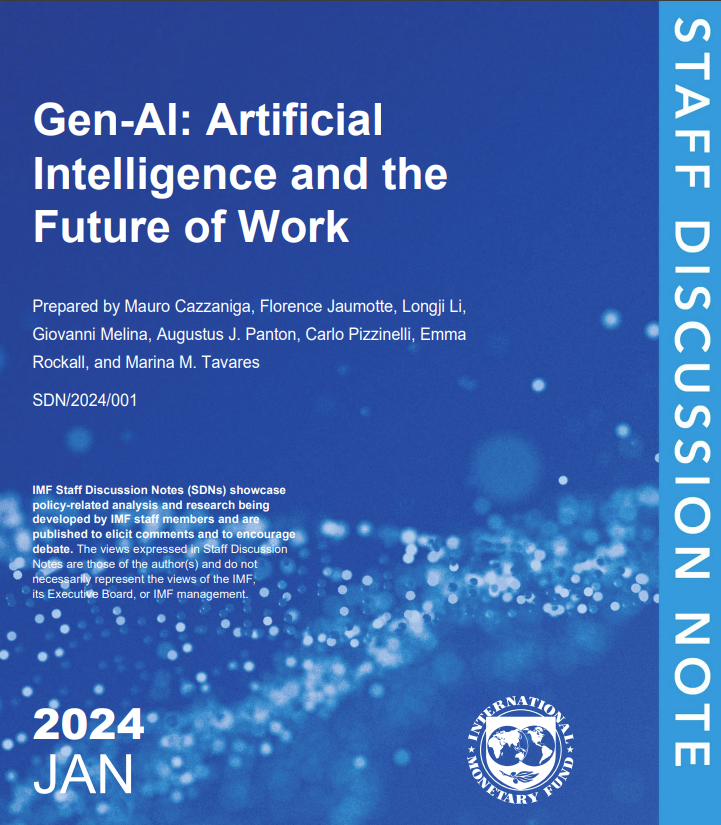 Gen-AI: Artificial
Intelligence and the
Future of Work
Prepared by Mauro Cazzaniga, Florence Jaumotte, Longji Li,
Giovanni Melina, Augustus J. Panton, Carlo Pizzinelli, Emma
Rockall, and Marina M. Tavares
SDN/2024/001
IMF Staff Discussion Notes (SDNs) showcase
policy-related analysis and research being
developed by IMF staff members and are
published to elicit comments and to encourage
debate. The views expressed in Staff Discussion
Notes are those of the author(s) and do not
necessarily represent the views of the IMF,
its Executive Board, or IMF management.
2024
JAN
INTERNATIONAL
MONETARY FUND
STAFF DISCUSSION NOTE